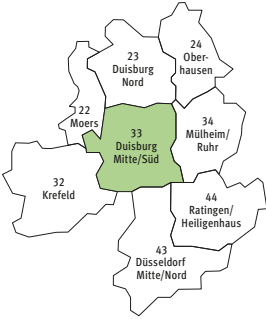 24
Ober-
hausen
23
Duisburg
Nord
22
Moers
33
Duisburg
Mitte/Süd
34
Mülheim/
Ruhr
32
Krefeld
44
Ratingen/
Heiligenhaus
43
Düsseldorf
Mitte/Nord